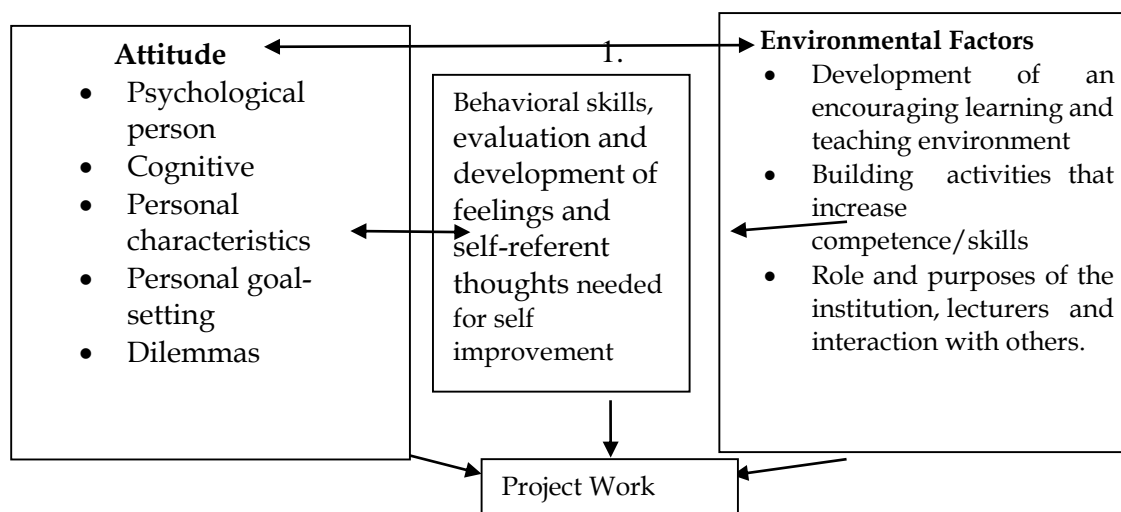 Attitude
• Psychological
person
• Cognitive
• Personal
characteristics
• Personal goal-
setting
• Dilemmas
1.
Behavioral skills,
evaluation and
development of
feelings and
self-referent
thoughts needed
for self
improvement
Environmental Factors
• Development of an
encouraging learning and
teaching environment
• Building activities that
increase
competence/skills
• Role and purposes of the
institution, lecturers and
interaction with others.
Project Work